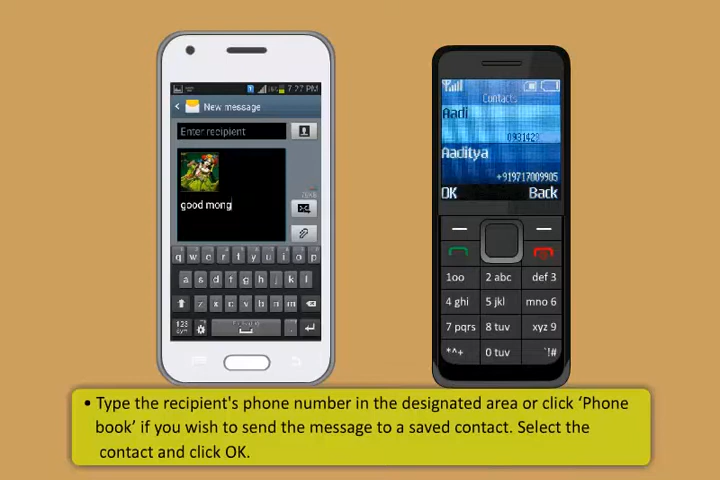 7:27 PM
New message
Enter recipient
good mong
q w e r t y u i o p
a s d f g h j k l
z x c v b n m
123
Contacts
Aadi
Aaditya
+919717009905
OK Back
1oo 2 abc def 3
4 ghi 5 jkl mno 6
7 pqrs 8 tuv xyz 9
*^+ 0 tuv `!#
• Type the recipient's phone number in the designated area or click ‘Phone
book’ if you wish to send the message to a saved contact. Select the
contact and click OK.